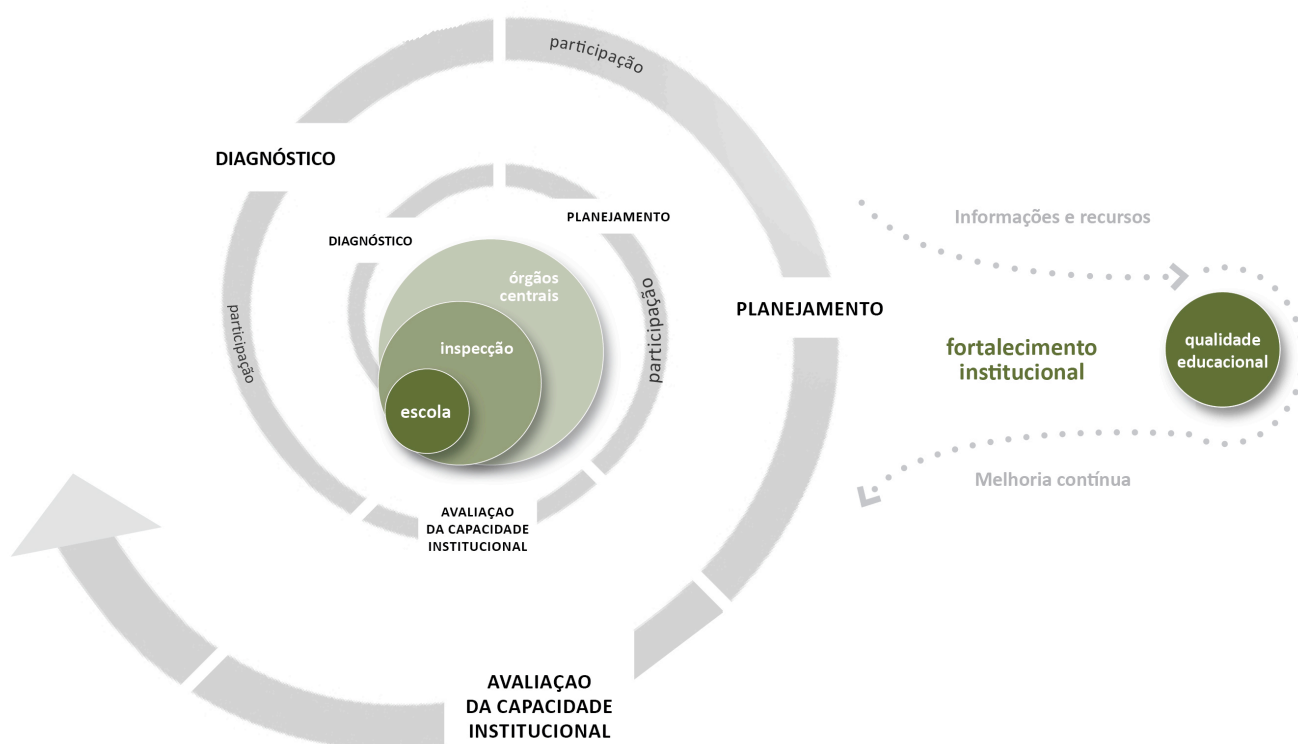 participação
DIAGNÓSTICO
PLANEJAMENTO
Informações e recursos
DIAGNÓSTICO
órgãos
centrais
participação
participação
PLANEJAMENTO
qualidade
educacional
inspecção
fortalecimento
institucional
escola
Melhoria contínua
AVALIAÇAO
DA CAPACIDADE
INSTITUCIONAL
AVALIAÇAO
DA CAPACIDADE
INSTITUCIONAL